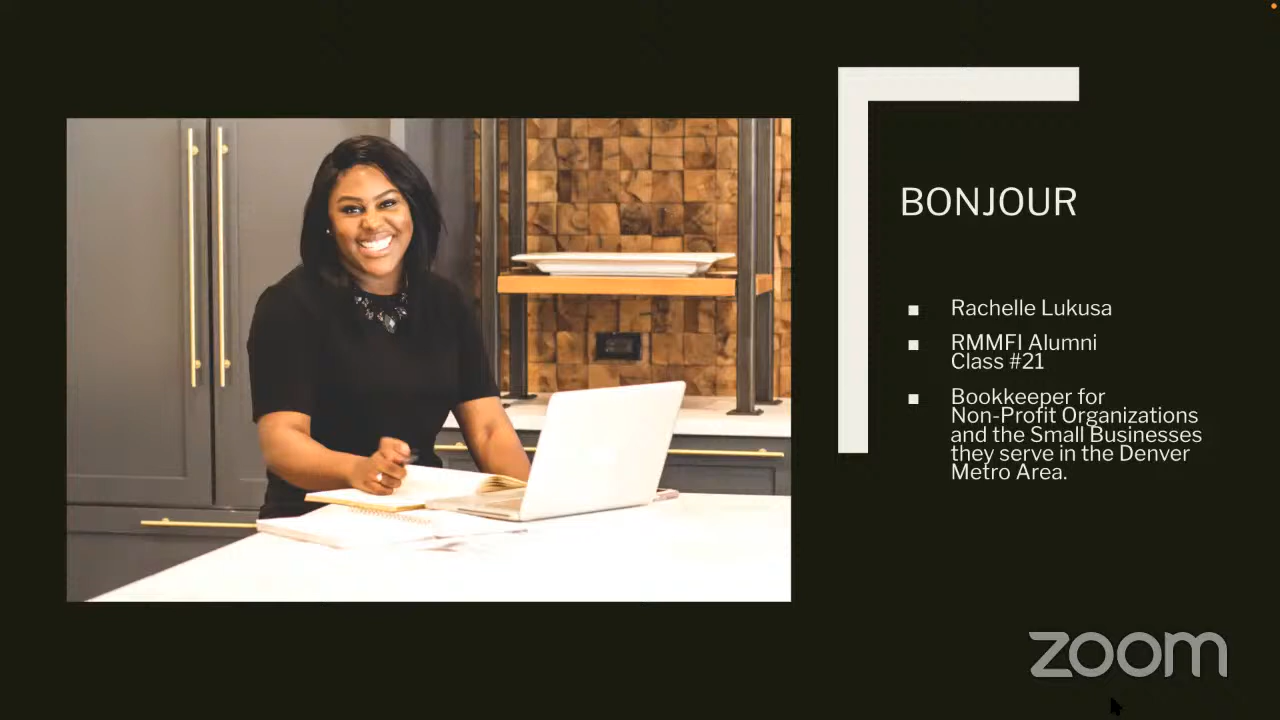 BONJOUR
Rachelle Lukusa
RMMFI Alumni
Class #21
Bookkeeper for
Non-Profit Organizations
and the Small Businesses
they serve in the Denver
Metro Area.
zoom